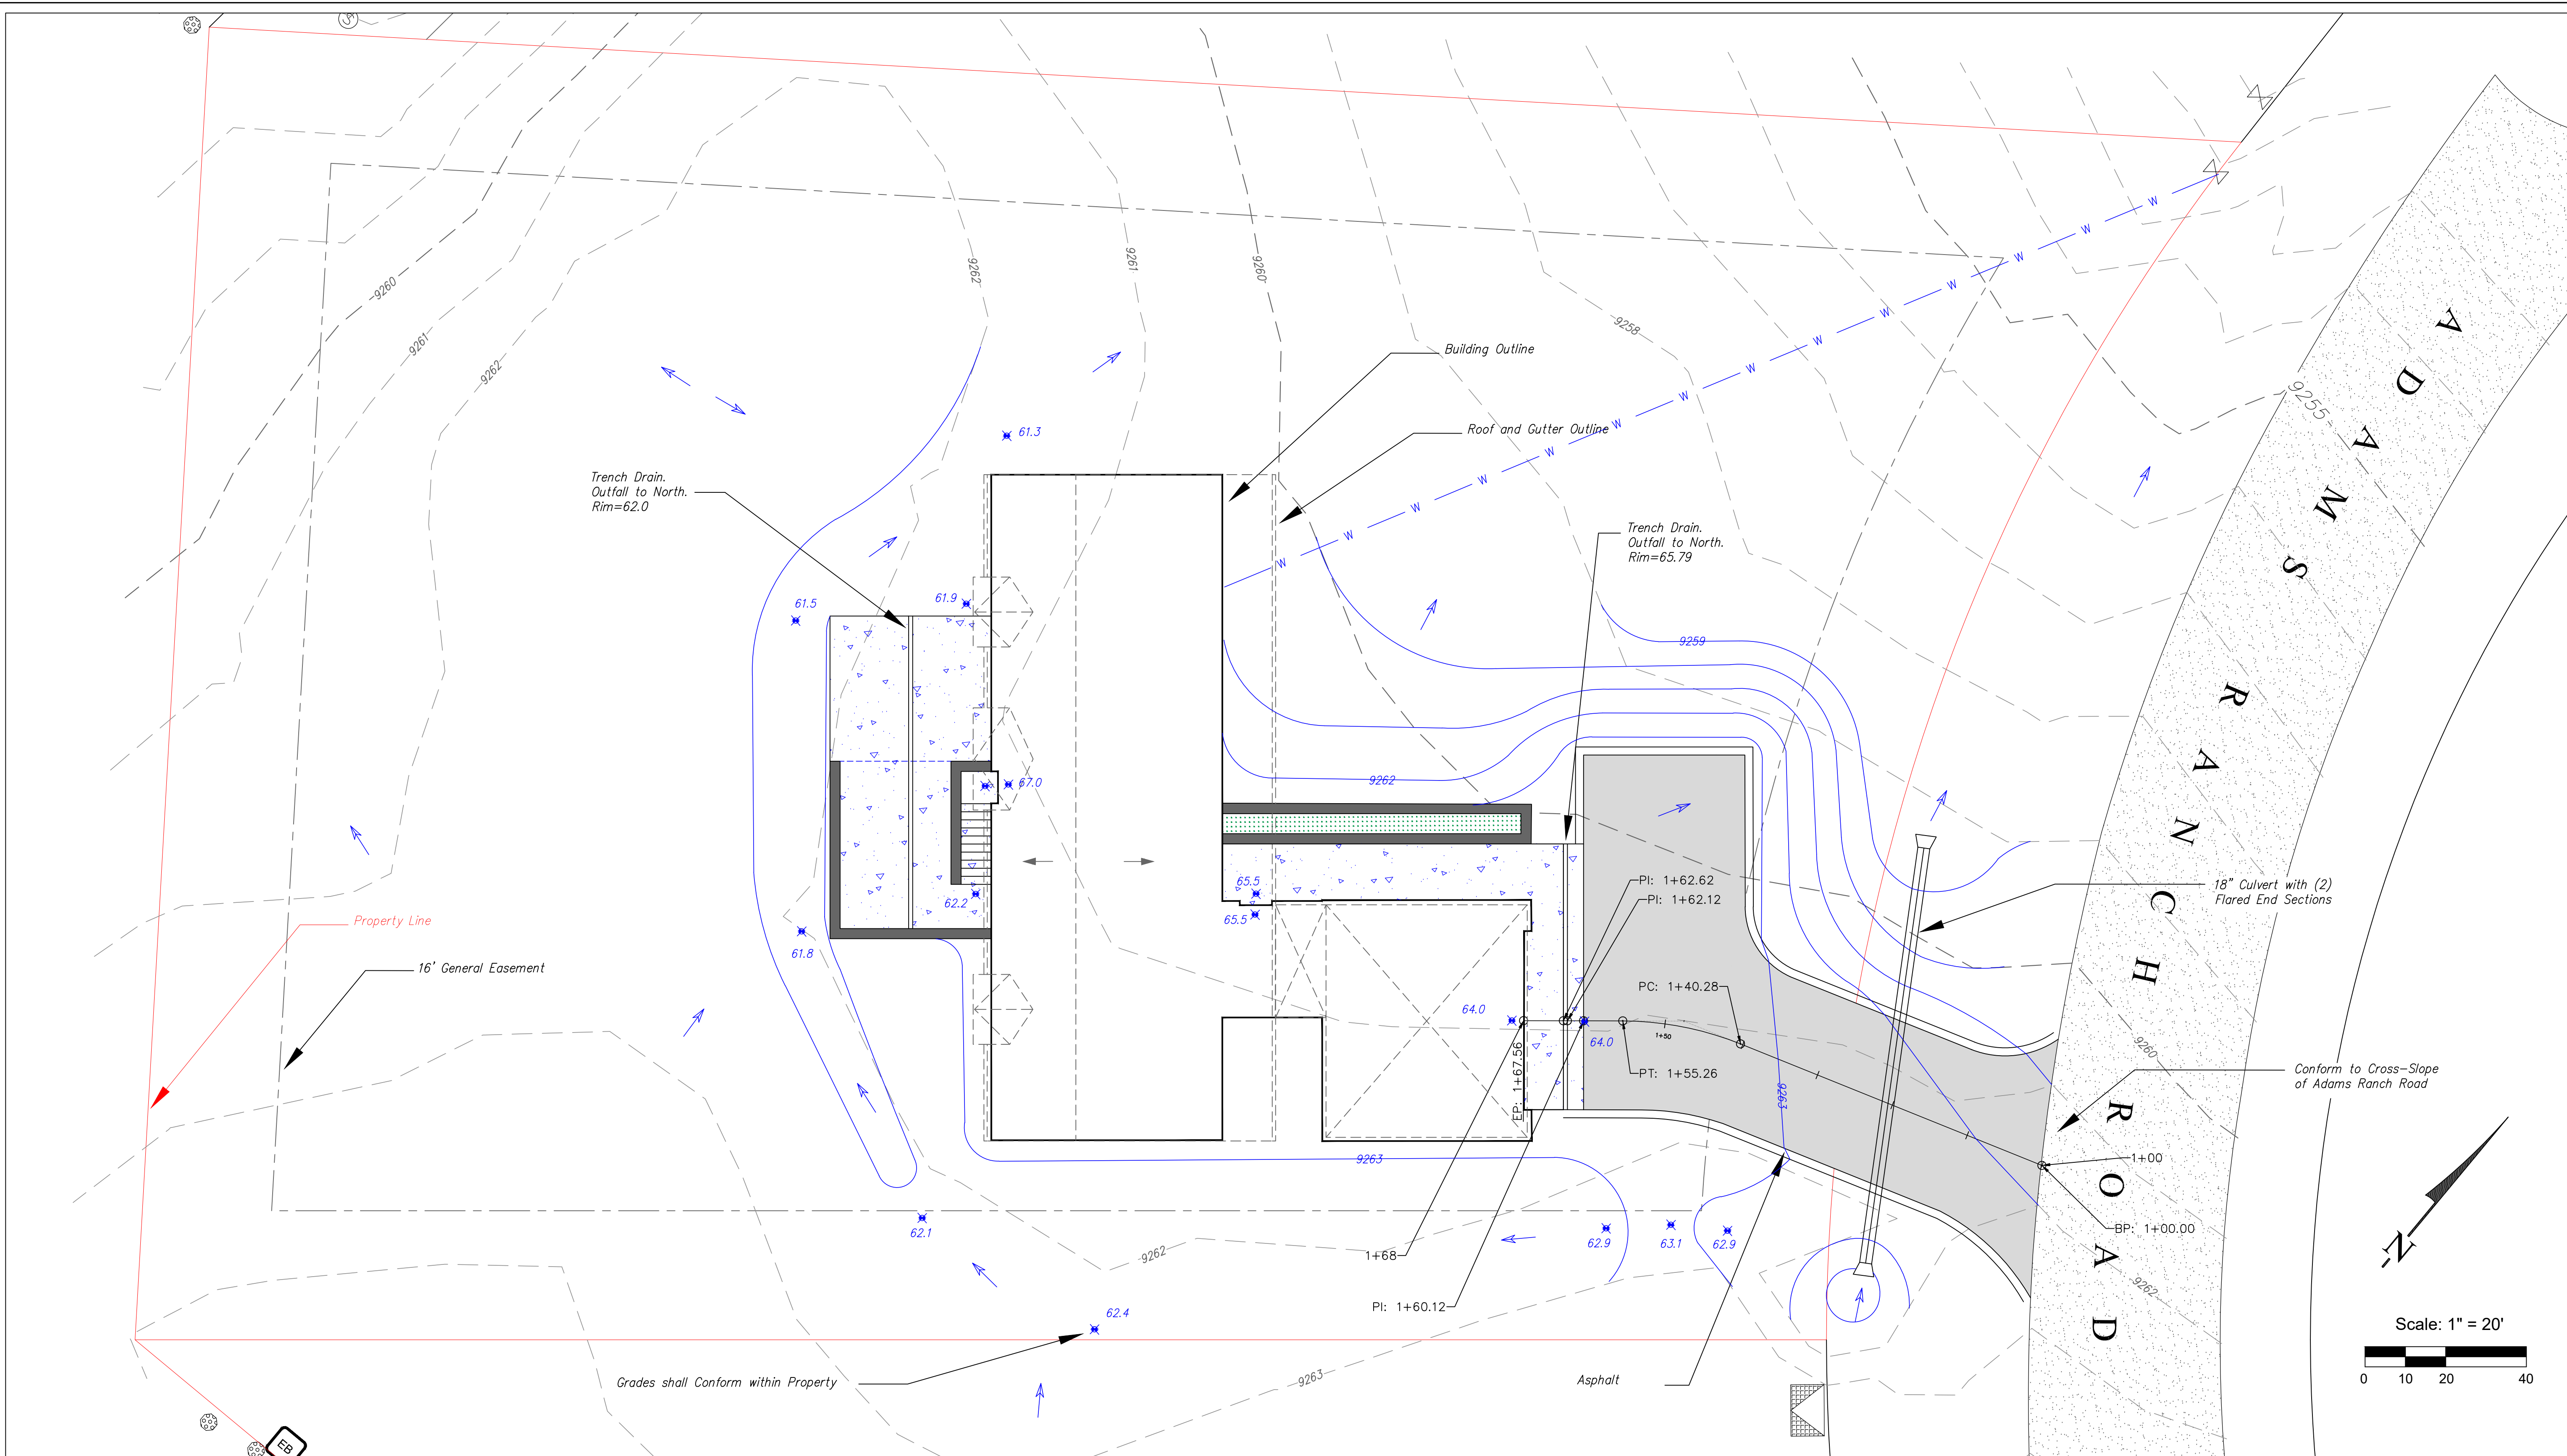 9262
9261
9260
9260
9261
9262
9258
Building Outline
Roof and Gutter Outline
W W W W W W W W W W W W W W
9255
61.3
Trench Drain.
Outfall to North.
Rim=62.0
Trench Drain.
Outfall to North.
Rim=65.79
61.5
61.9
9259
9262
67.0
62.2
61.8
65.5
65.5
PI: 1+62.62
PI: 1+62.12
18" Culvert with (2)
Flared End Sections
Property Line
16' General Easement
PC: 1+40.28
64.0
64.0
1+50
EP: 1+67.56
PT: 1+55.26
9263
9260
Conform to Cross-Slope
of Adams Ranch Road
ADAMS RANCH ROAD
1+00
BP: 1+00.00
9263
62.1
9262
62.9
63.1
62.9
1+68
PI: 1+60.12
9262
62.4
Grades shall Conform within Property
9263
Asphalt
N
Scale: 1" = 20'
0 10 20 40
EB